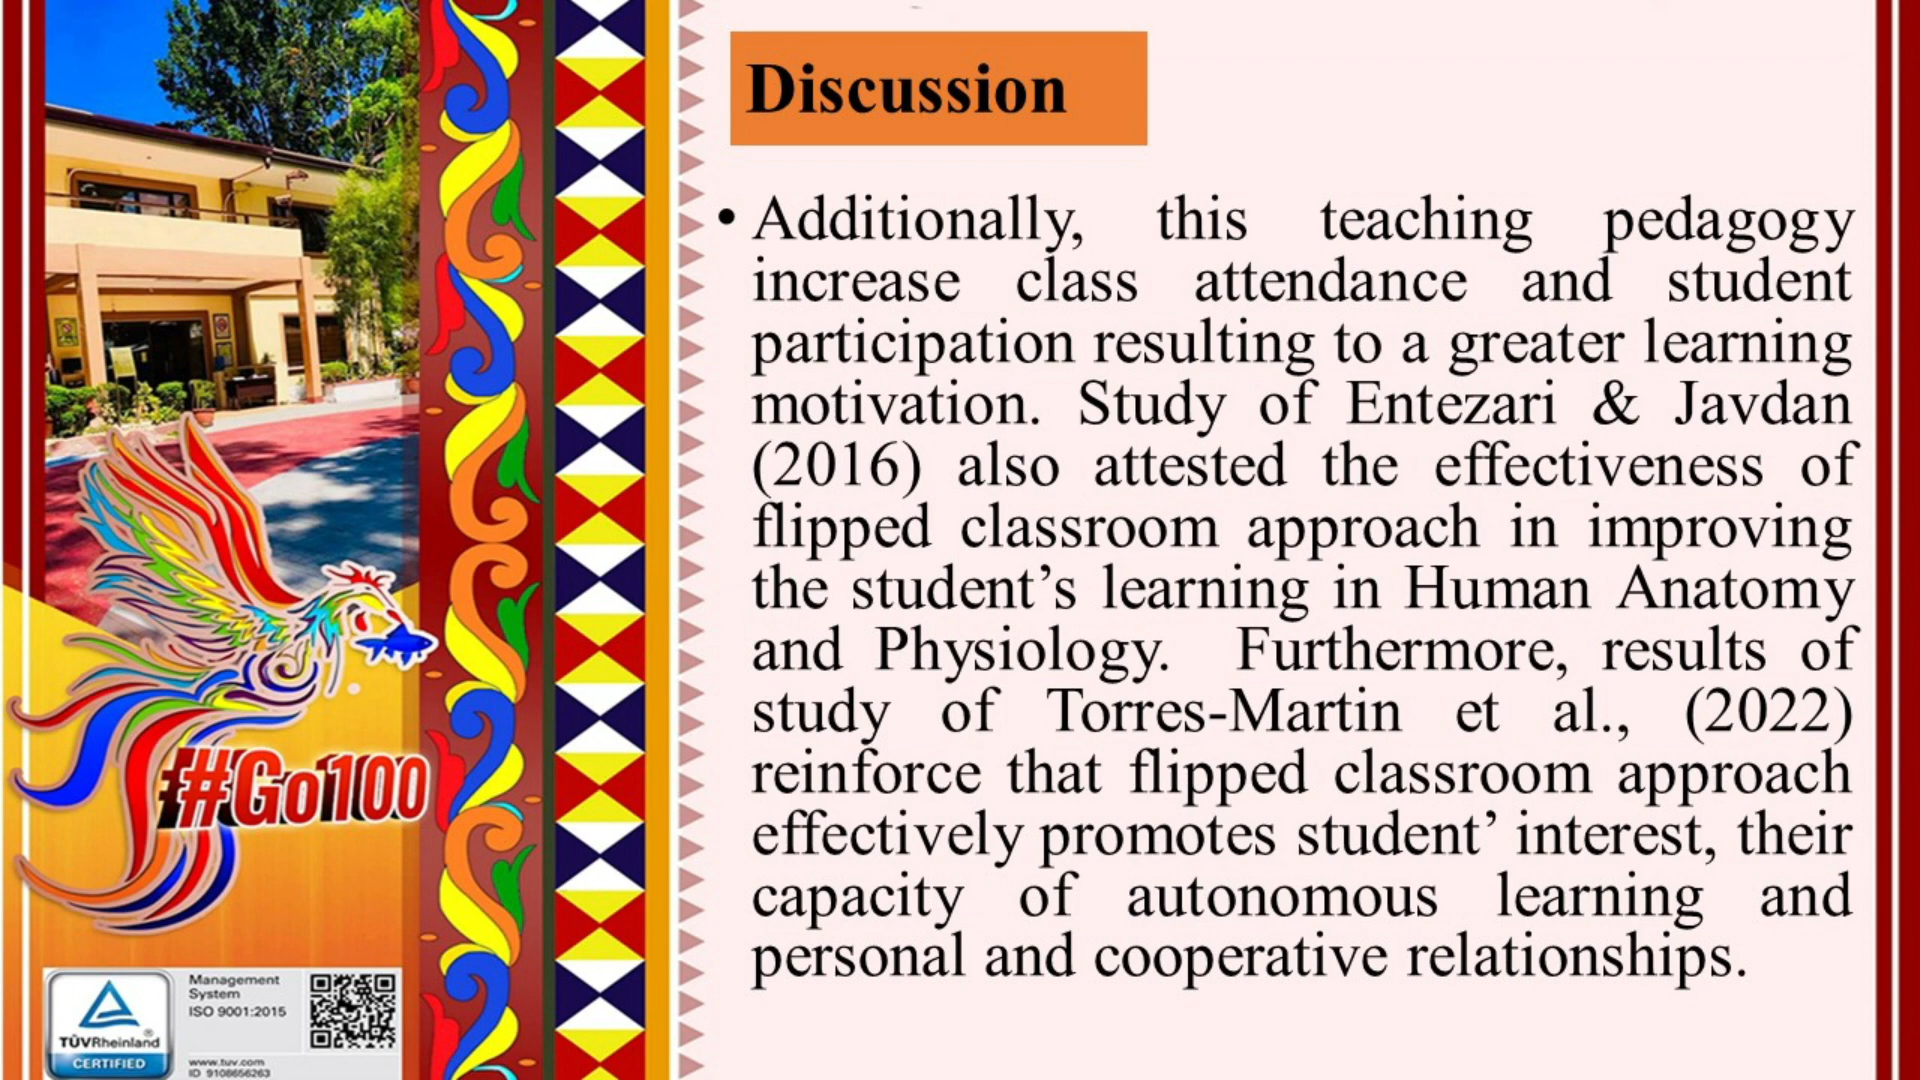 Discussion
• Additionally, this teaching pedagogy
increase class attendance and student
participation resulting to a greater learning
motivation. Study of Entezari & Javdan
(2016) also attested the effectiveness of
flipped classroom approach in improving
the student’s learning in Human Anatomy
and Physiology. Furthermore, results of
study of Torres-Martin et al., (2022)
reinforce that flipped classroom approach
effectively promotes student’ interest, their
capacity of autonomous learning and
personal and cooperative relationships.
#Go100
TÜVRheinland®
CERTIFIED
Management
System
ISO 9001:2015
www.tuv.com
ID 9108656263